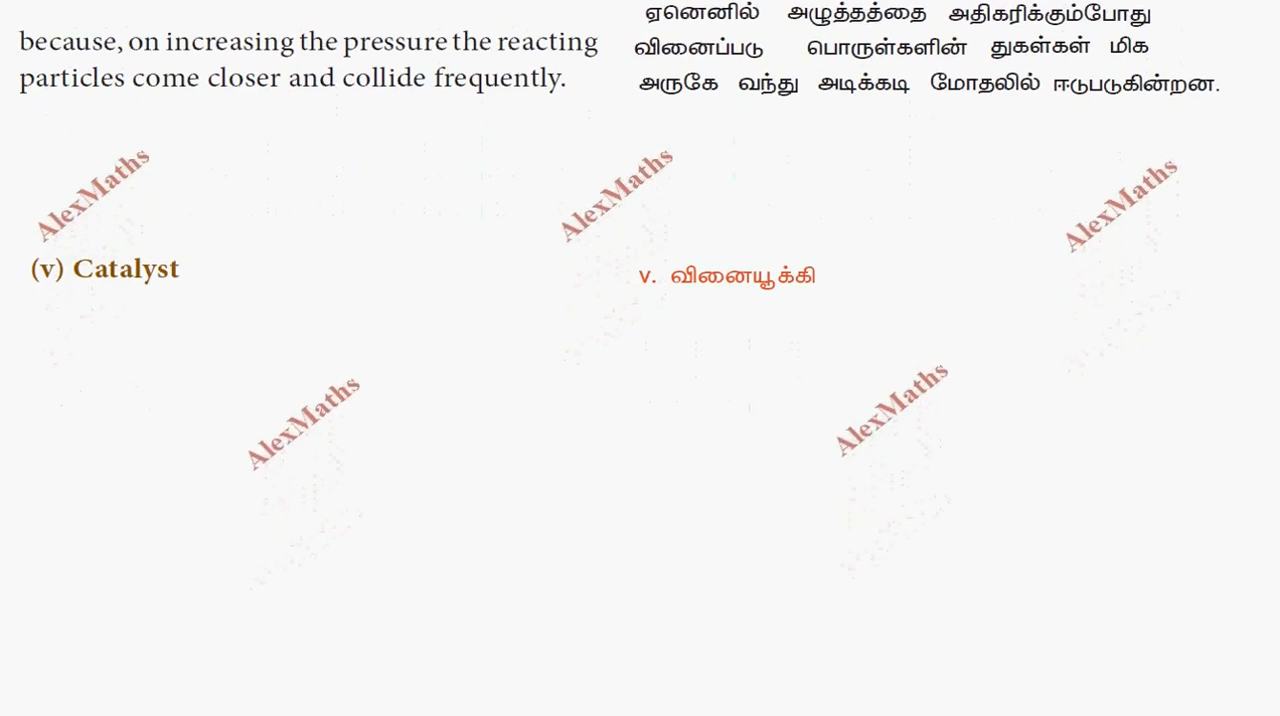 because, on increasing the pressure the reacting
particles come closer and collide frequently.
ஏனெனில் அழுத்தத்தை அதிகரிக்கும்போது
வினைப்படு பொருள்களின் துகள்கள் மிக
அருகே வந்து அடிக்கடி மோதலில் ஈடுபடுகின்றன.
AlexMaths
AlexMaths
AlexMaths
(v) Catalyst
v. வினையூக்கி
AlexMaths
AlexMaths